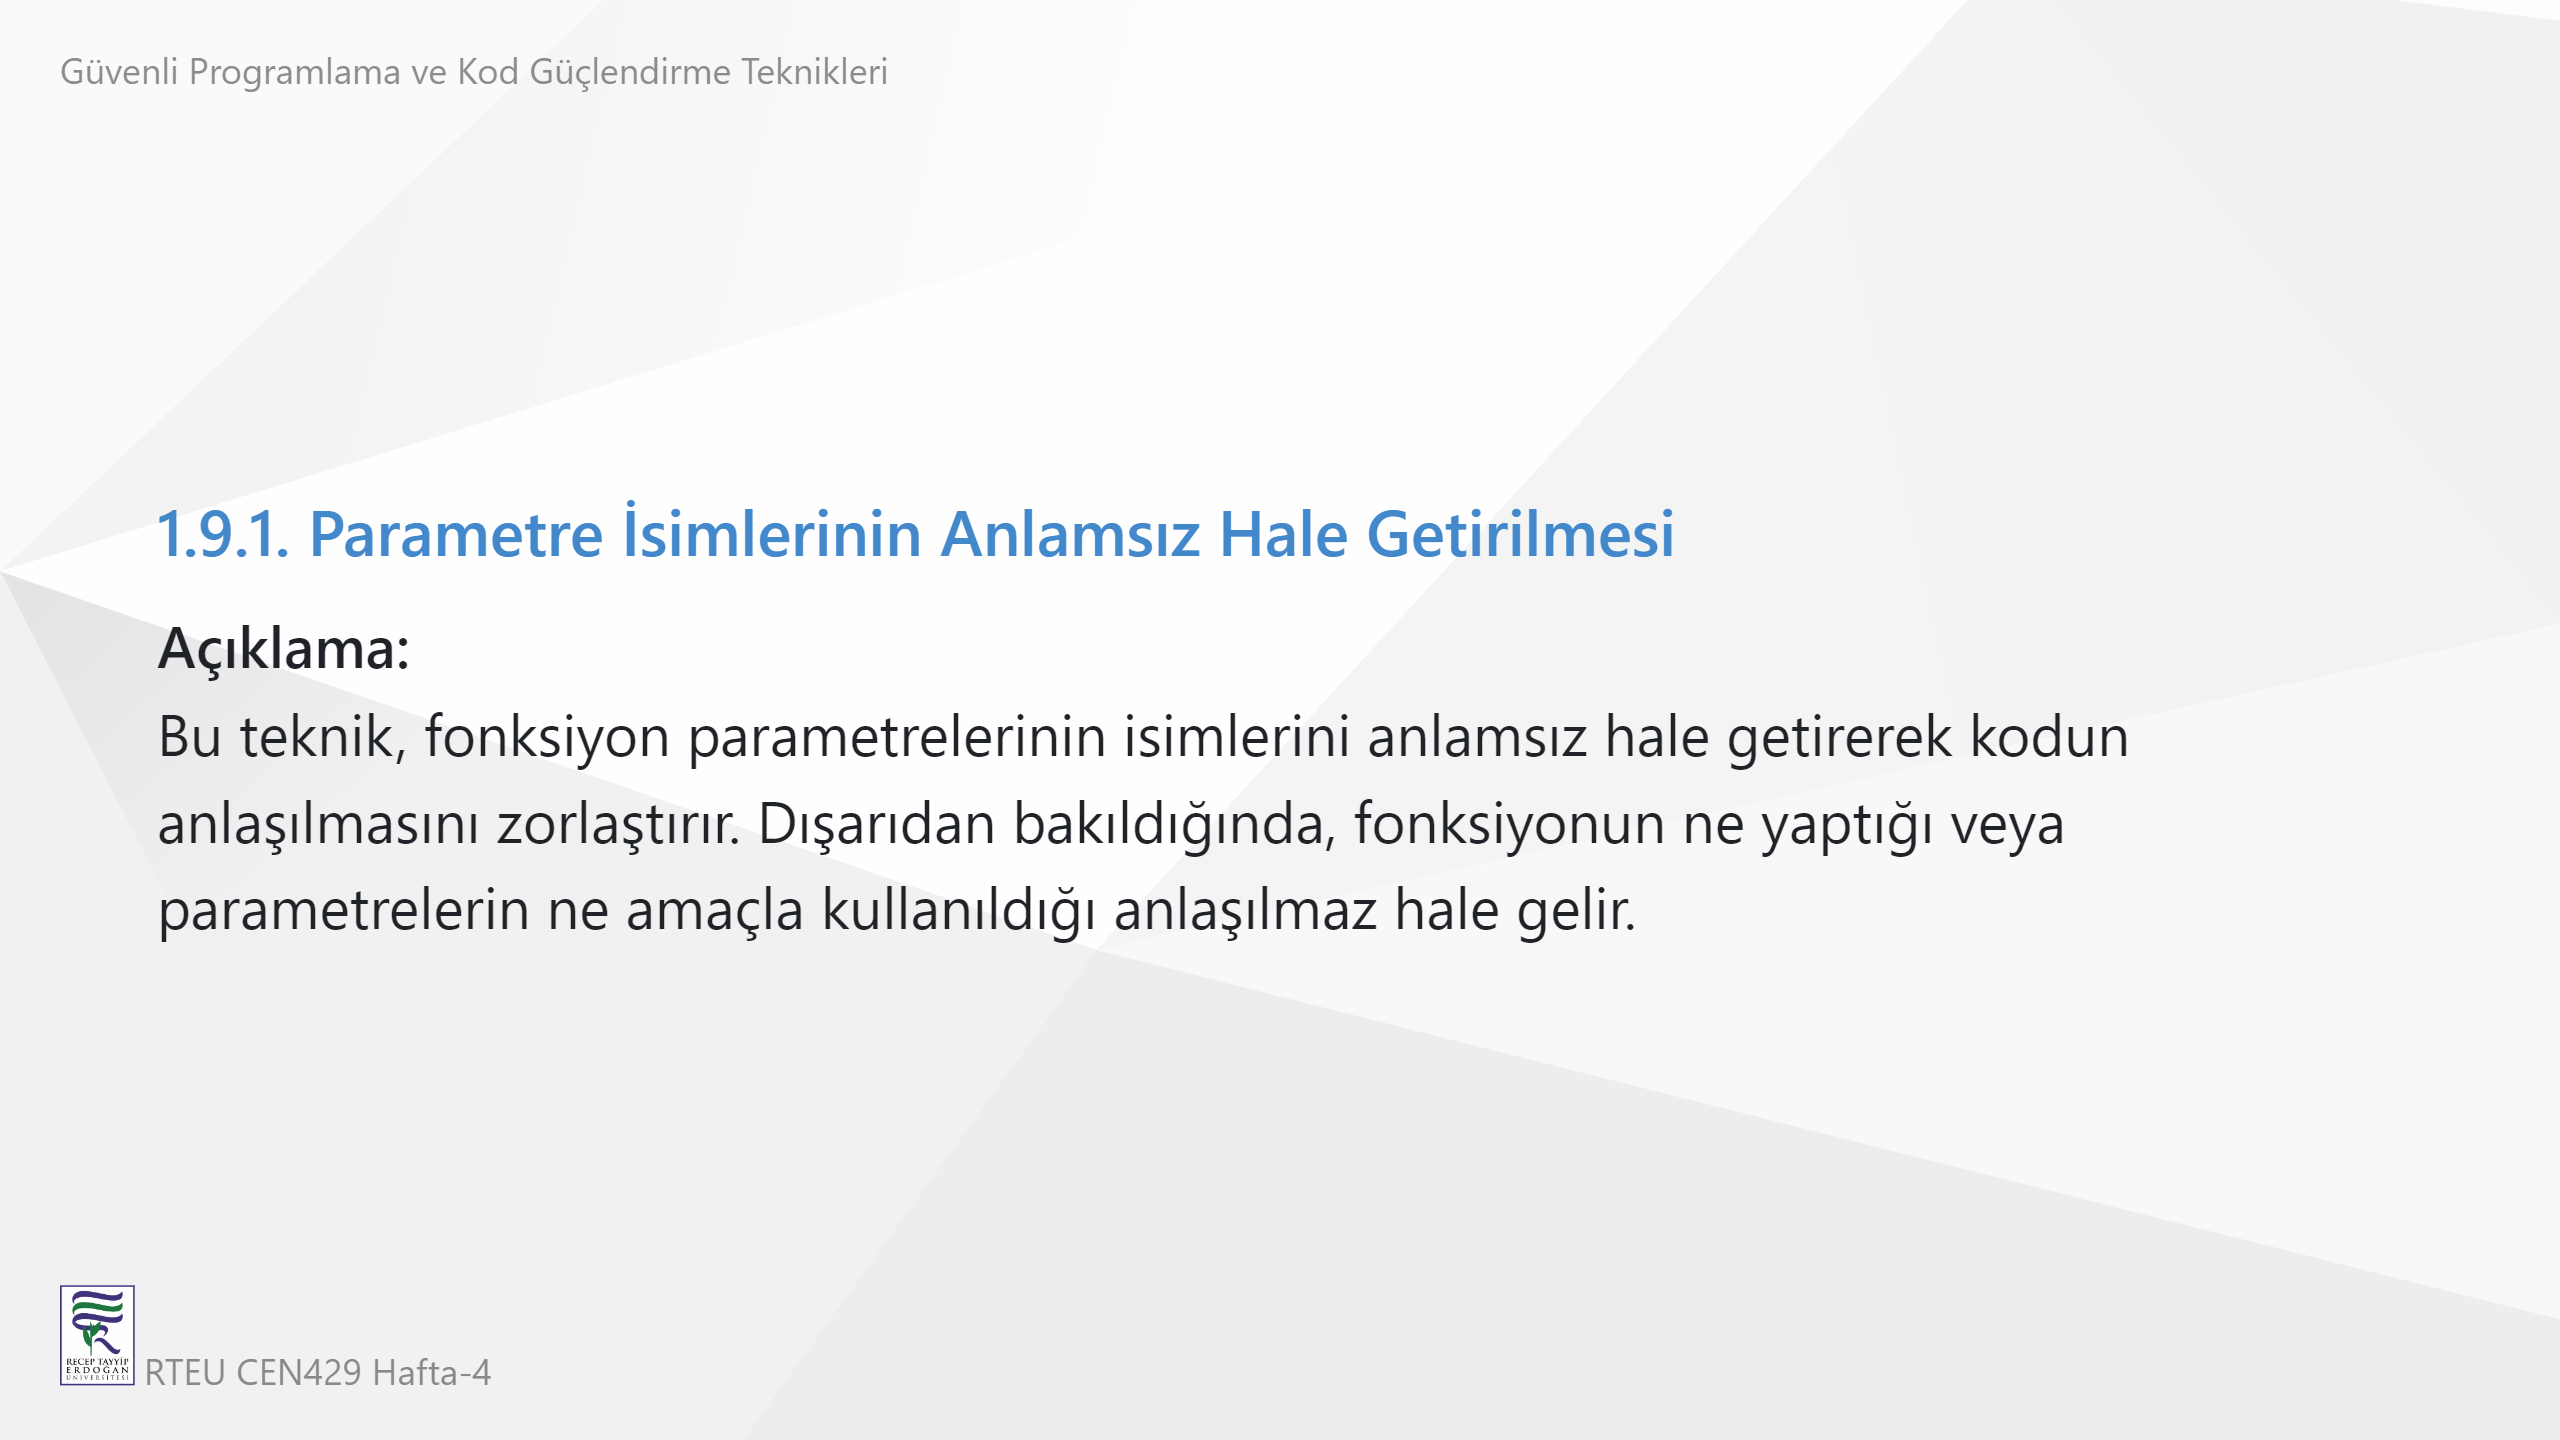 Güvenli Programlama ve Kod Güçlendirme Teknikleri
1.9.1. Parametre İsimlerinin Anlamsız Hale Getirilmesi
Açıklama:
Bu teknik, fonksiyon parametrelerinin isimlerini anlamsız hale getirerek kodun
anlaşılmasını zorlaştırır. Dışarıdan bakıldığında, fonksiyonun ne yaptığı veya
parametrelerin ne amaçla kullanıldığı anlaşılmaz hale gelir.
RECEP TAYYİP
ERDOĞAN
ÜNİVERSİTESİ
RTEU CEN429 Hafta-4